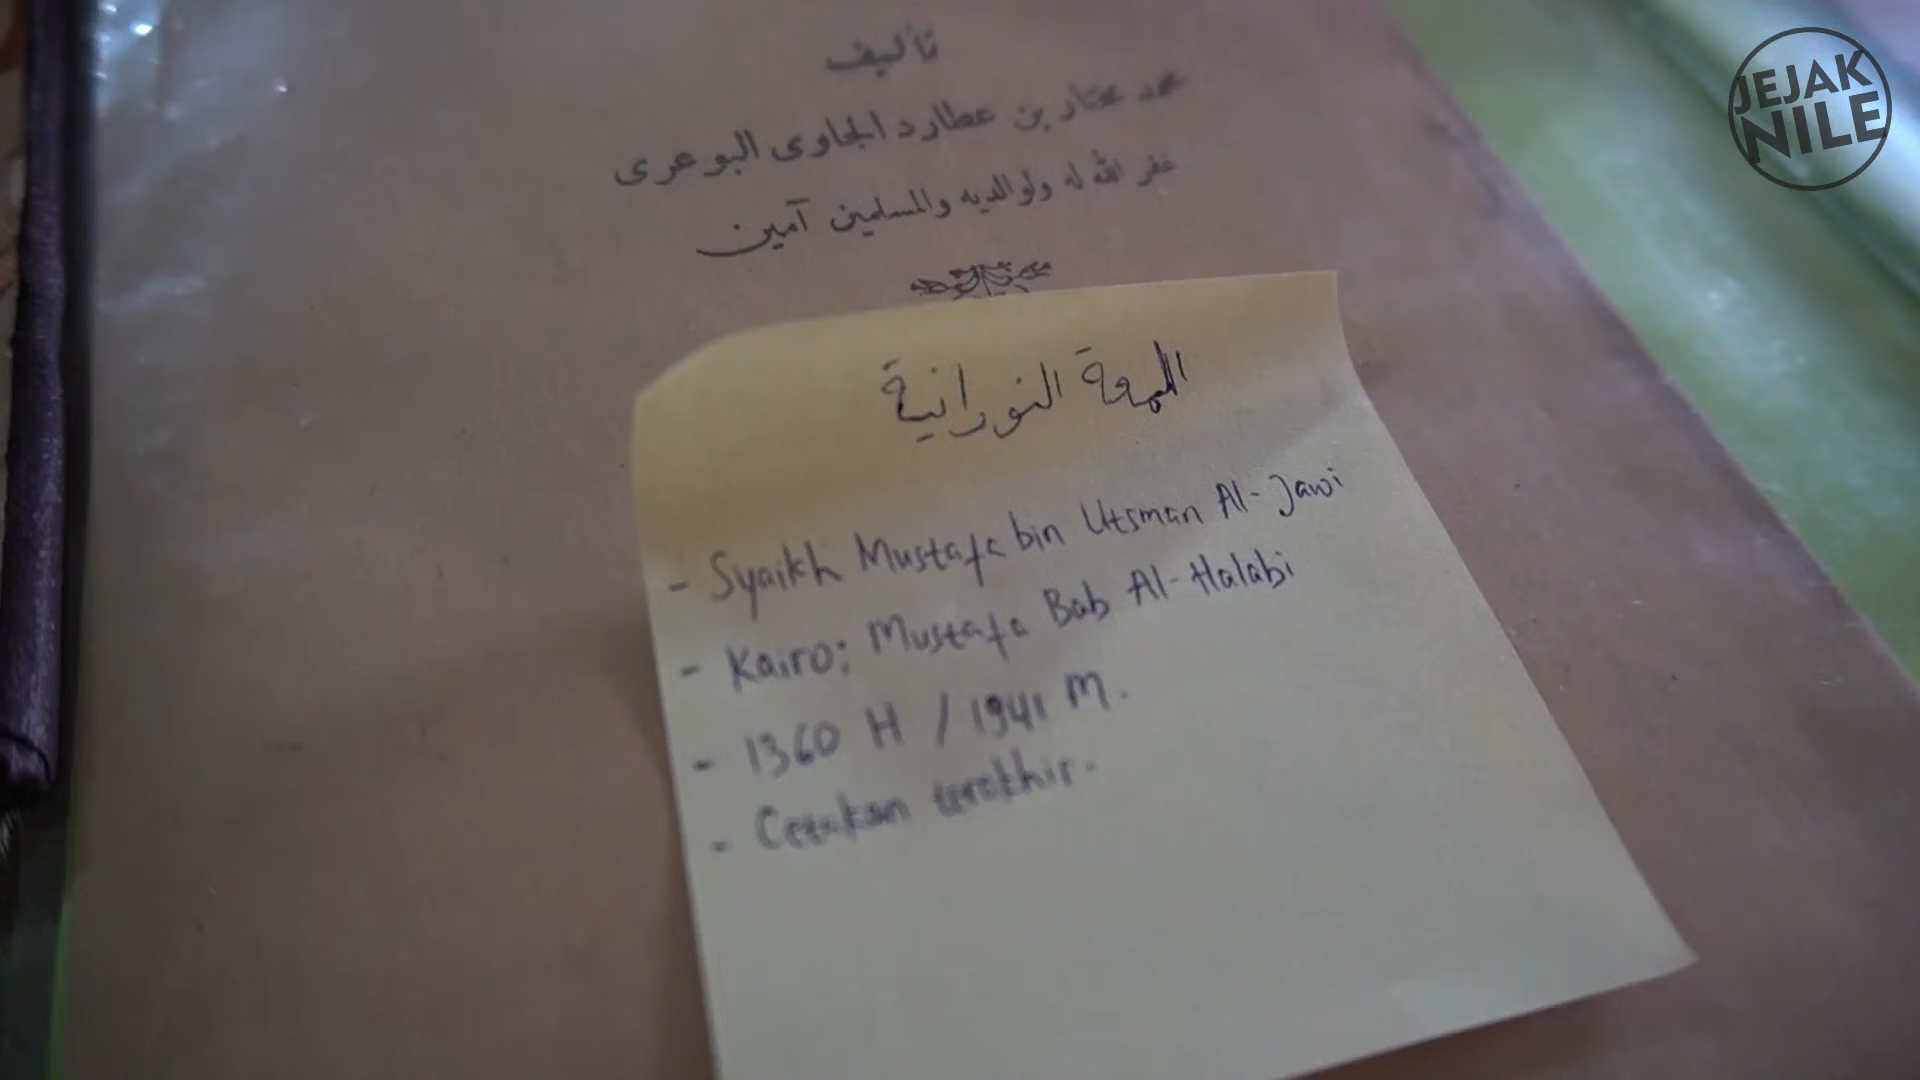 تأليف
محمد مختار بن عطارد الجاوى البوعرى
غفر الله له ولوالديه والمسلمين آمين
اللمعة النورانية
- Syaikh Mustafa bin Utsman Al-Jawi
- Kairo: Mustafa Bab Al-Halabi
- 1360 H / 1941 M.
- Cetakan terakhir.
JEJAK
NILE